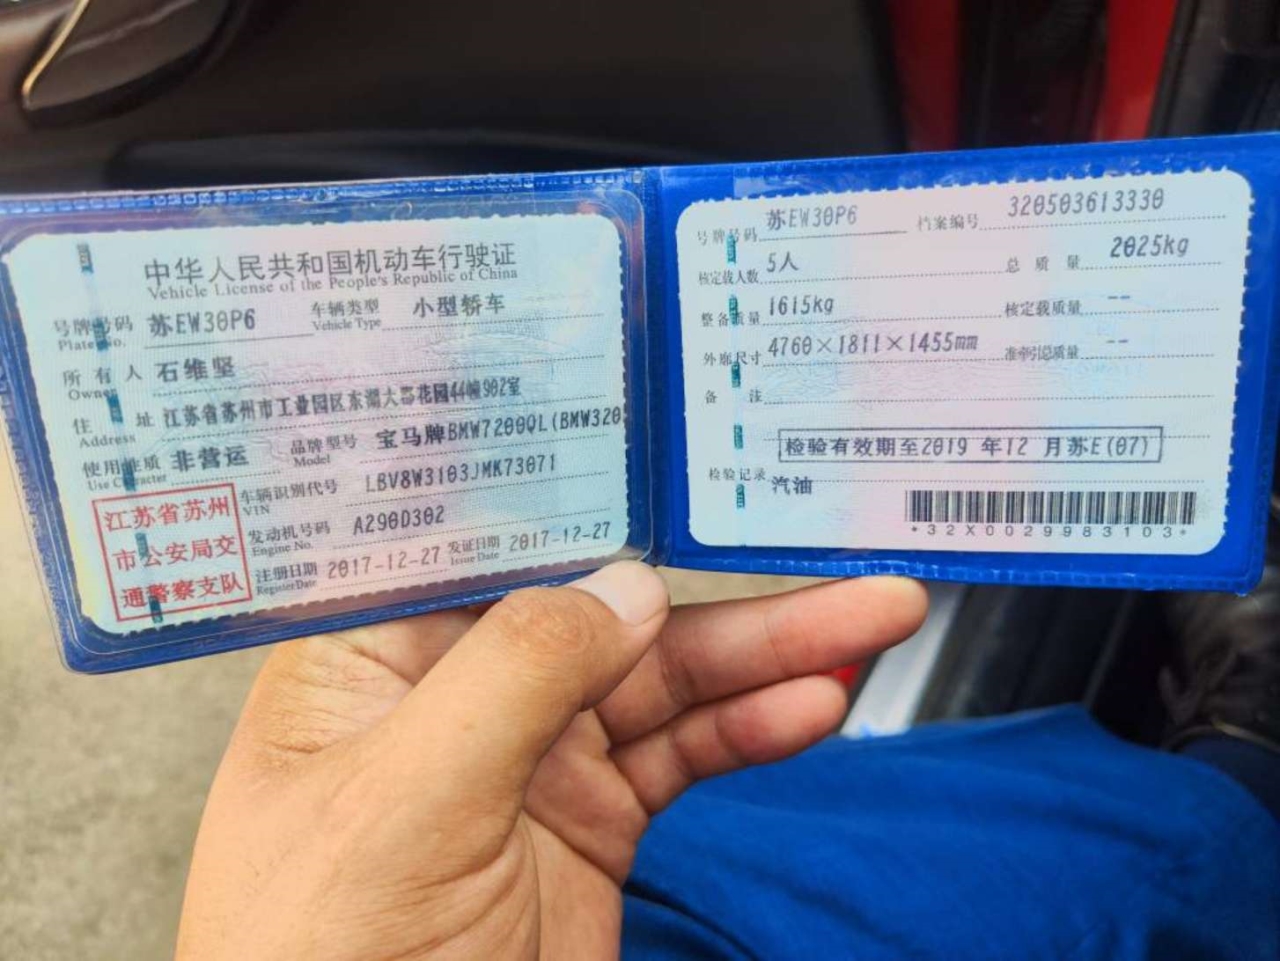 中华人民共和国机动车行驶证
Vehicle License of the People's Republic of China
号牌号码 苏EW30P6 车辆类型 小型轿车
Plate No. Vehicle Type
所有人 石维坚
Owner
住址 江苏省苏州市工业园区东湖大郡花园44幢902室
Address
使用性质 非营运 品牌型号 宝马牌BMW7200QL(BMW320
Use Character Model
车辆识别代号 LBV8W3103JMK73071
VIN
发动机号码 A290D302
Engine No.
注册日期 2017-12-27 发证日期 2017-12-27
Register Date Issue Date
江苏省苏州
市公安局交
通警察支队
号牌号码 苏EW30P6 档案编号 320503613330
核定载人数 5人 总质量 2025kg
整备质量 1615kg 核定载质量 --
外廓尺寸 4760×1811×1455mm 准牵引总质量 --
备注
检验有效期至2019 年12 月苏E(07)
检验记录
汽油
*32X0029983103*